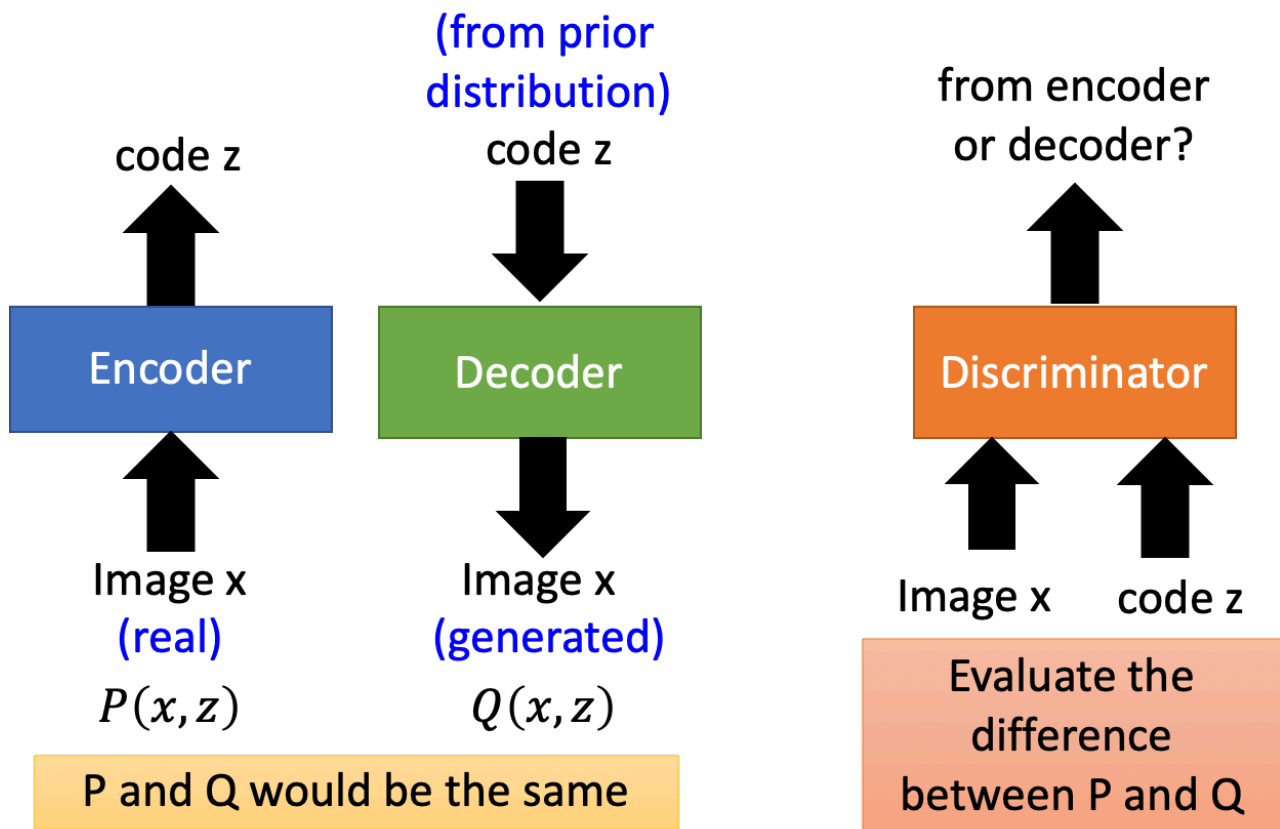 code z
Encoder
Image x
(real)
P(x, z)
(from prior
distribution)
code z
Decoder
Image x
(generated)
Q(x, z)
P and Q would be the same
from encoder
or decoder?
Discriminator
Image x
code z
Evaluate the
difference
between P and Q